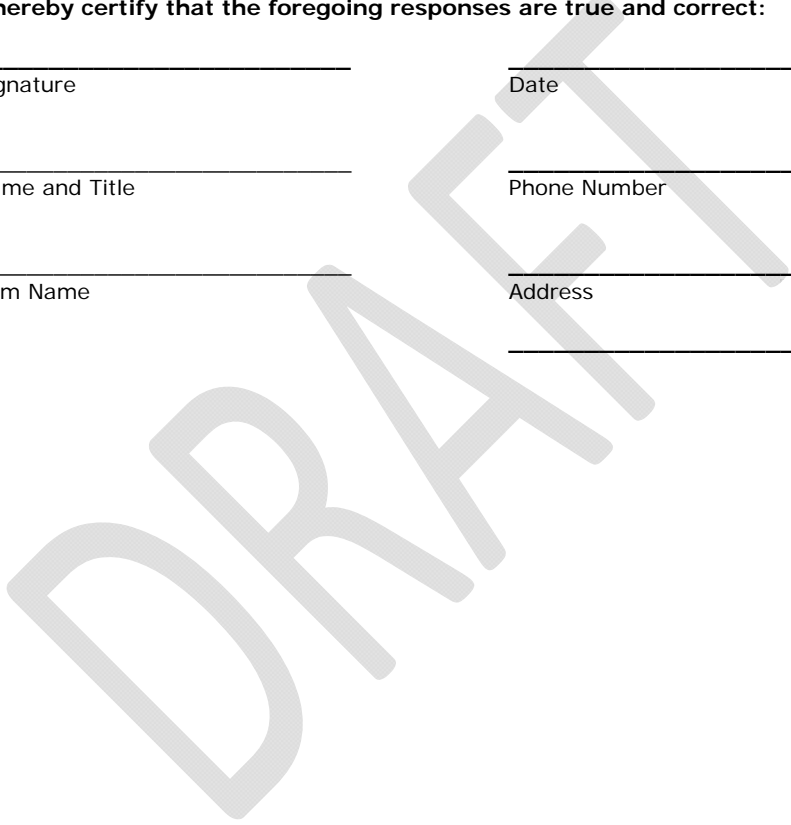 hereby certify that the foregoing responses are true and correct:
gnature
Date
me and Title
Phone Number
m Name
Address
DRAFT